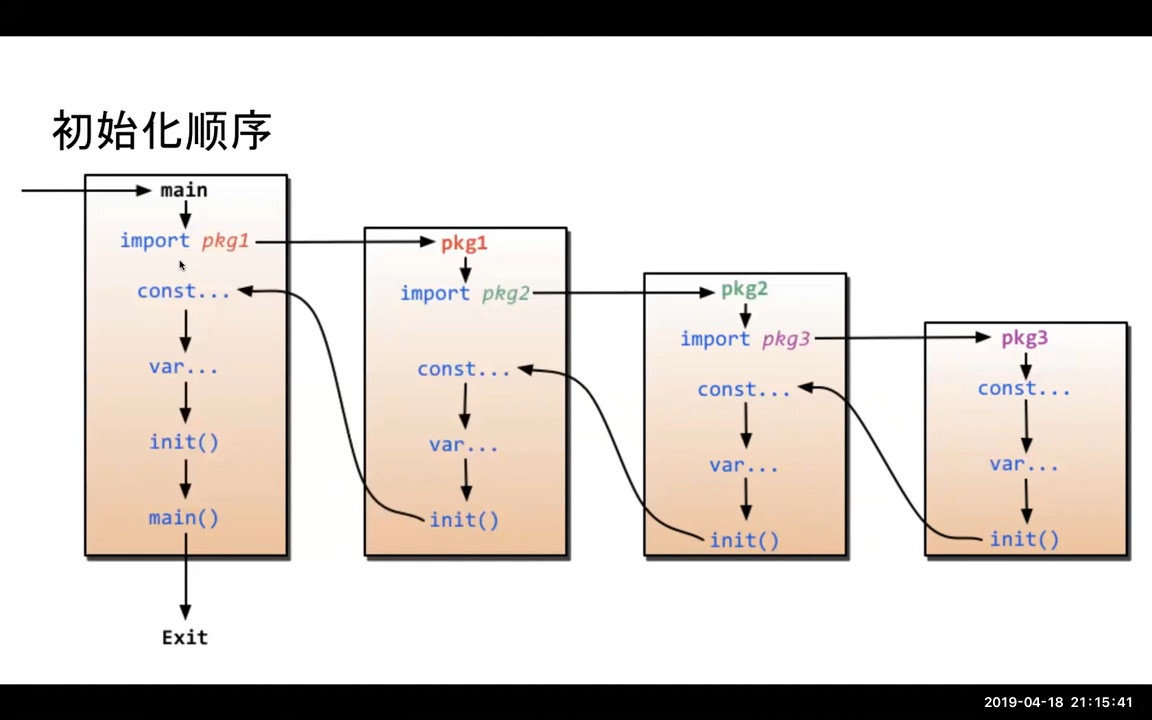 初始化顺序
main
import pkg1
const...
var...
init()
main()
Exit
pkg1
import pkg2
const...
var...
init()
pkg2
import pkg3
const...
var...
init()
pkg3
const...
var...
init()
2019-04-18 21:15:41